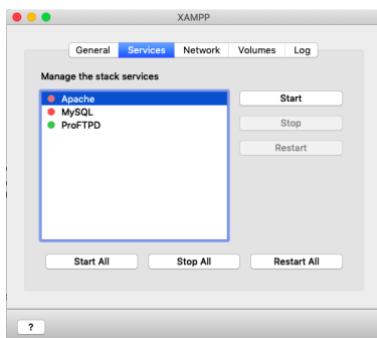 XAMPP
General Services Network Volumes Log
Manage the stack services
Apache
MySQL
ProFTPD
Start
Stop
Restart
Start All Stop All Restart All
?